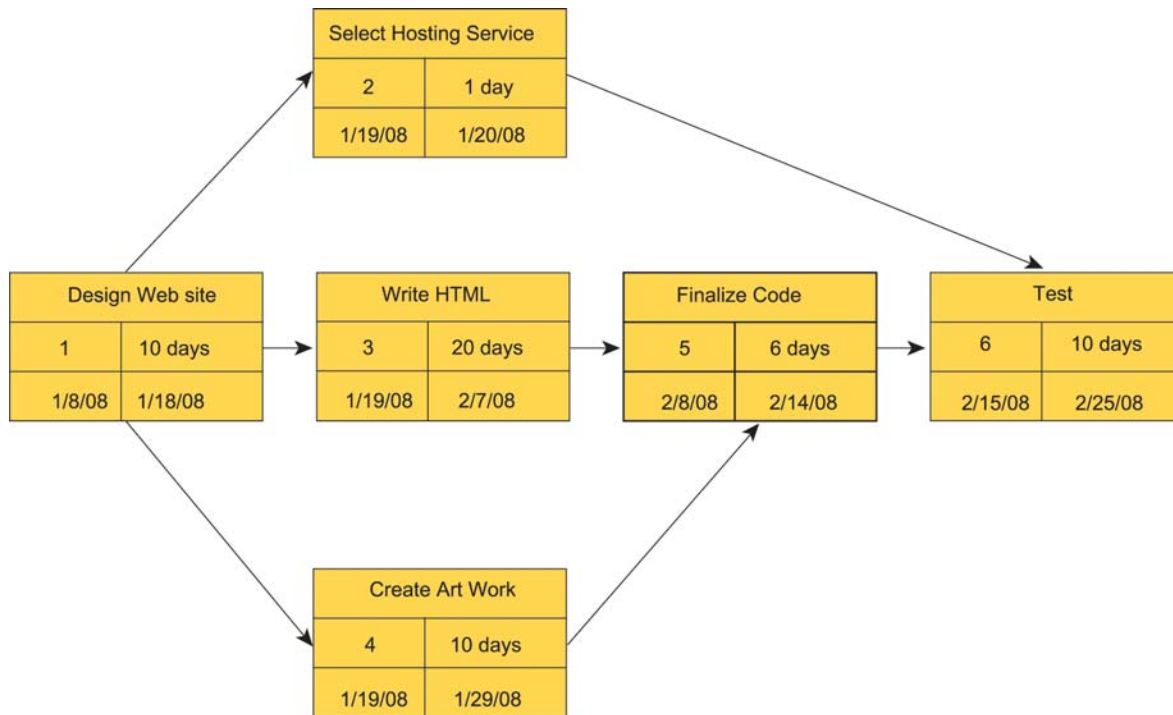 Select Hosting Service
2 1 day
1/19/08 1/20/08
Design Web site
1 10 days
1/8/08 1/18/08
Write HTML
3 20 days
1/19/08 2/7/08
Finalize Code
5 6 days
2/8/08 2/14/08
Test
6 10 days
2/15/08 2/25/08
Create Art Work
4 10 days
1/19/08 1/29/08